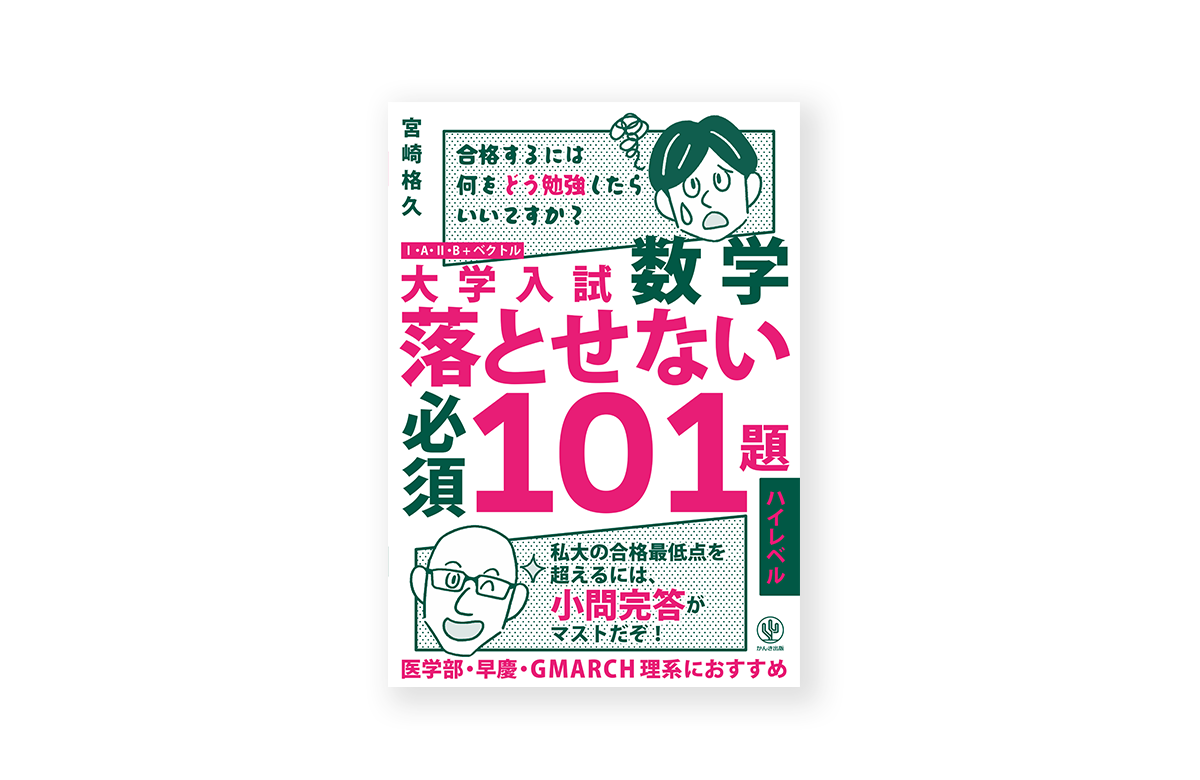 宮崎格久
合格するには
何をどう勉強したら
いいですか?
I・A・II・B+ベクトル
大学入試数学
落とせない
必須101題
ハイレベル
私大の合格最低点を
超えるには、
小問完答が
マストだぞ!
かんき出版
医学部・早慶・GMARCH理系におすすめ